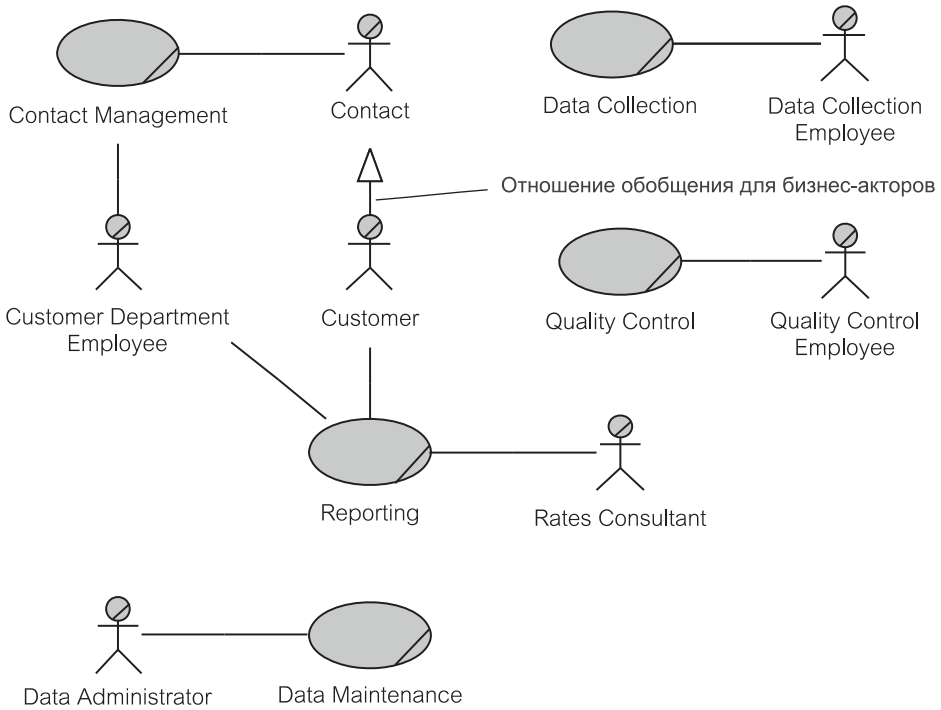 Contact Management
Contact
Data Collection
Data Collection
Employee
Отношение обобщения для бизнес-акторов
Customer Department
Employee
Customer
Quality Control
Quality Control
Employee
Reporting
Rates Consultant
Data Administrator
Data Maintenance